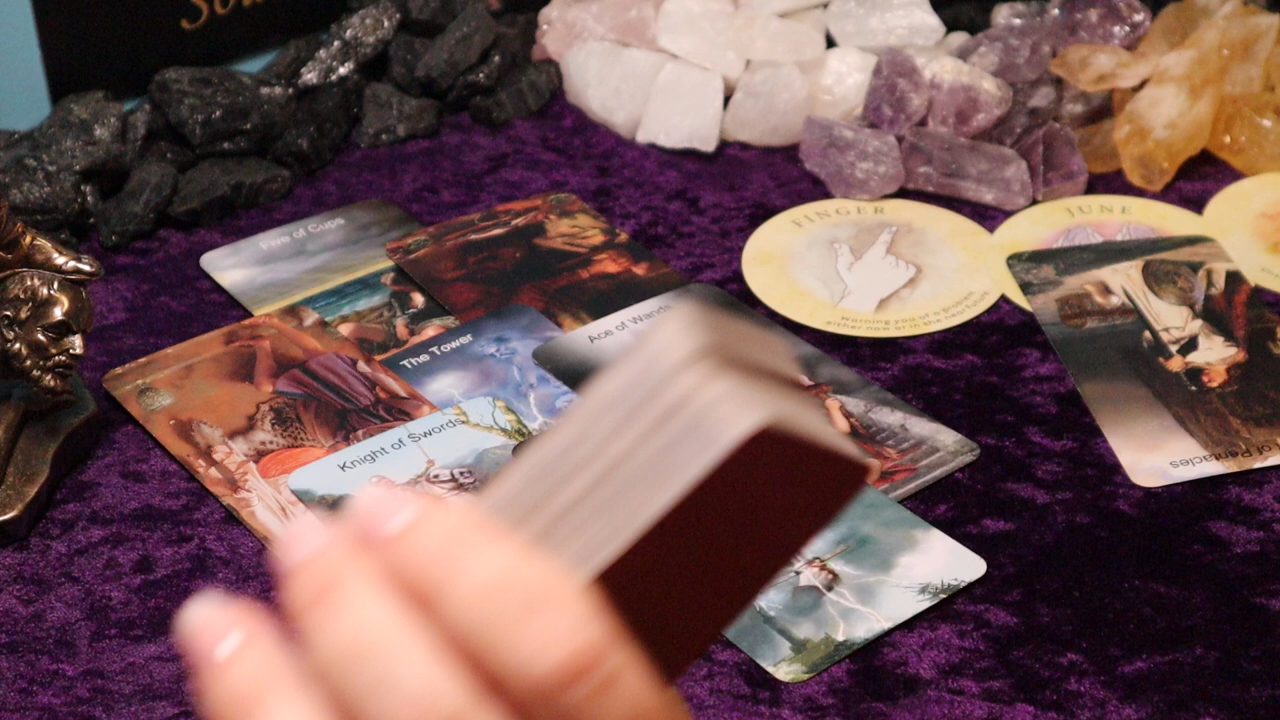 Five of Cups
FINGER
JUNE
warning you of a problem
either now or in the near future
Ace of Wands
The Tower
Knight of Swords
of Pentacles